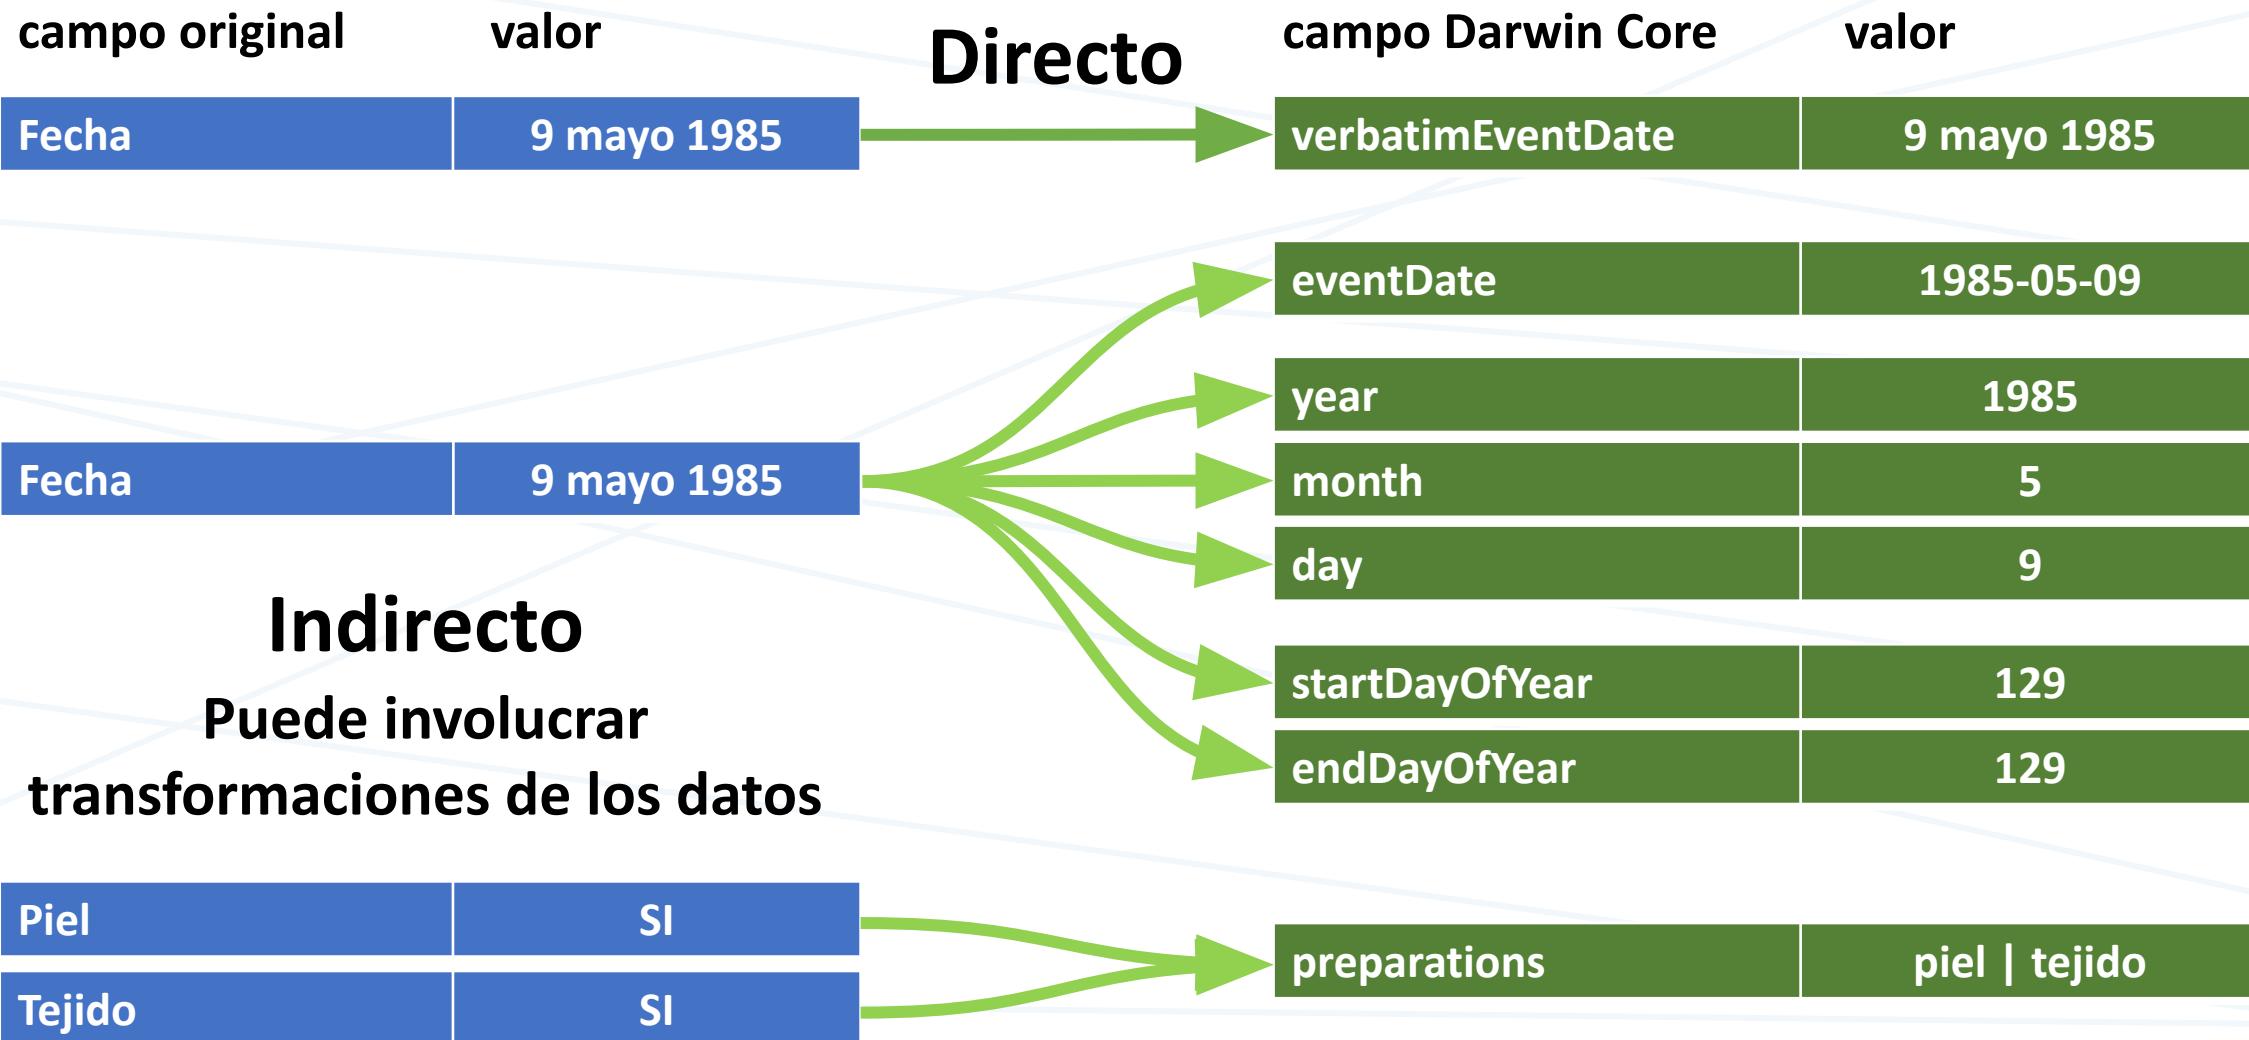 campo original valor Directo campo Darwin Core valor
Fecha 9 mayo 1985 verbatimEventDate 9 mayo 1985
eventDate 1985-05-09
year 1985
Fecha 9 mayo 1985 month 5
day 9
Indirecto
Puede involucrar
transformaciones de los datos
startDayOfYear 129
endDayOfYear 129
Piel SI
Tejido SI
preparations piel | tejido